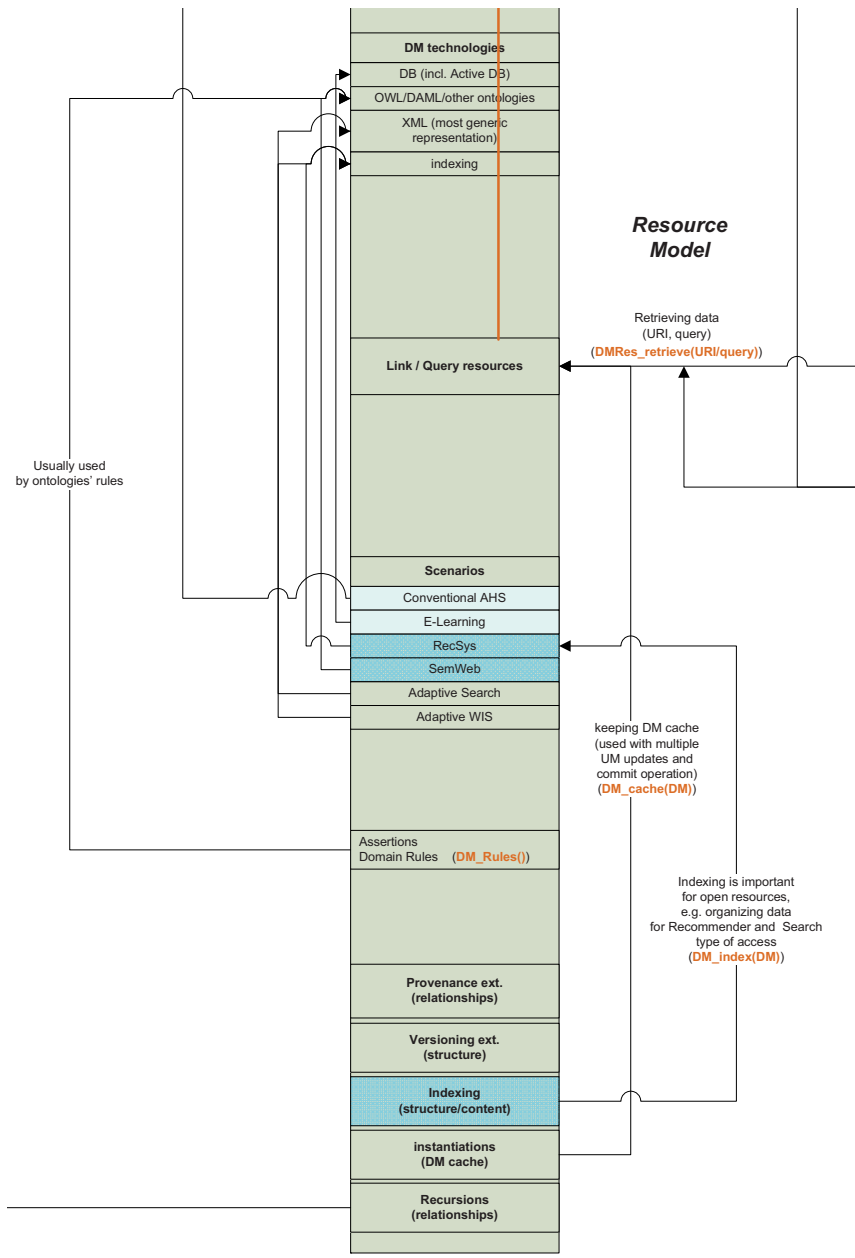 DM technologies
DB (incl. Active DB)
OWL/DAML/other ontologies
XML (most generic
representation)
indexing
Resource
Model
Retrieving data
(URI, query)
(DMRes_retrieve(URI/query))
Link / Query resources
Usually used
by ontologies' rules
Scenarios
Conventional AHS
E-Learning
RecSys
SemWeb
Adaptive Search
Adaptive WIS
keeping DM cache
(used with multiple
UM updates and
commit operation)
(DM_cache(DM))
Assertions
Domain Rules (DM_Rules())
Indexing is important
for open resources,
e.g. organizing data
for Recommender and Search
type of access
(DM_index(DM))
Provenance ext.
(relationships)
Versioning ext.
(structure)
Indexing
(structure/content)
instantiations
(DM cache)
Recursions
(relationships)